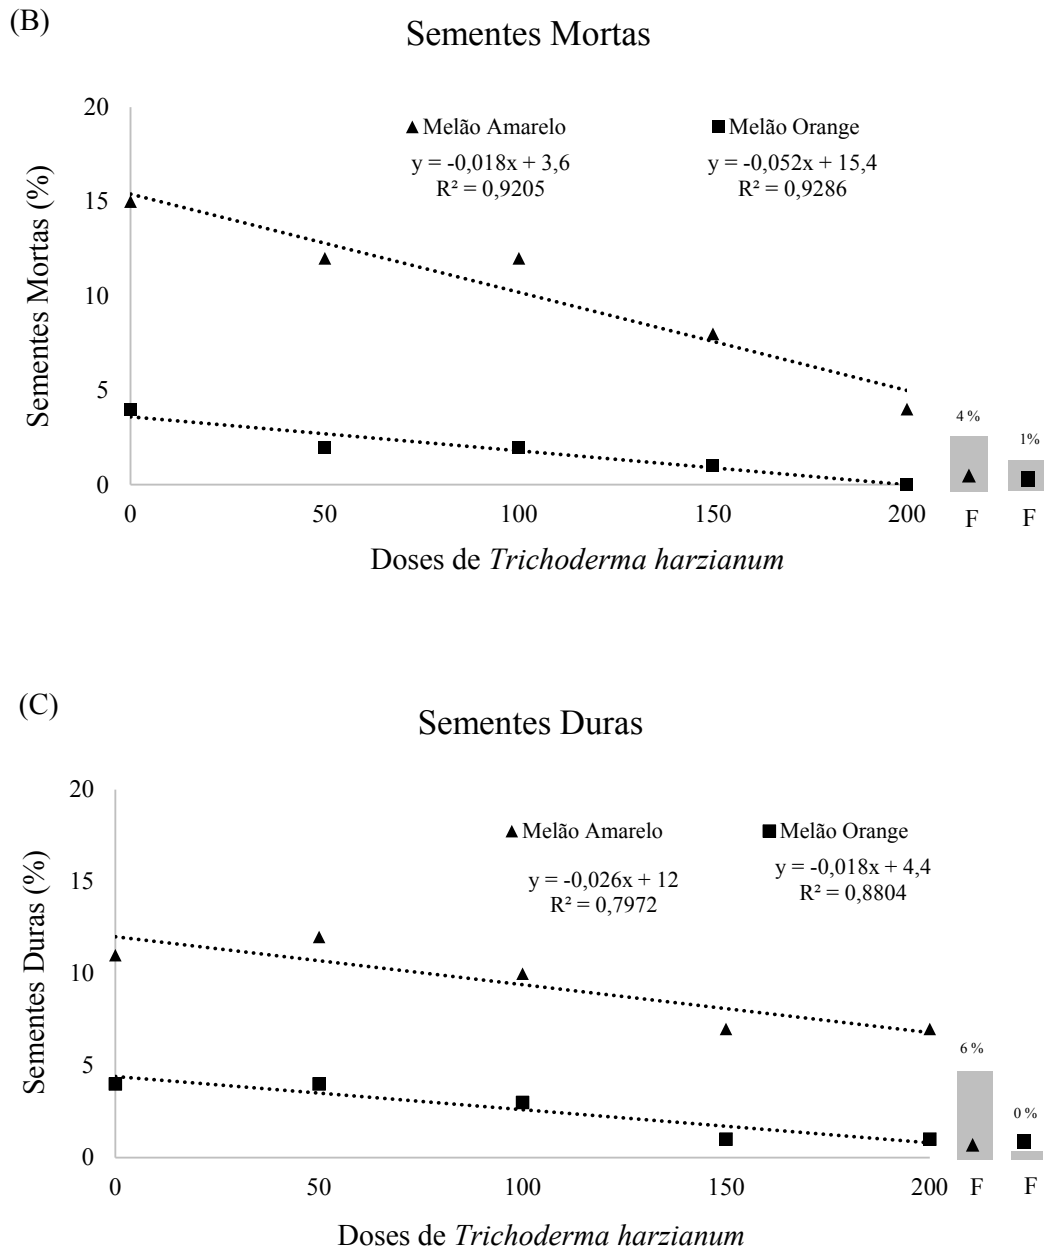 (B)
Sementes Mortas
Sementes Mortas (%)
20
15
10
5
0
Melão Amarelo
y = -0,018x + 3,6
R² = 0,9205
Melão Orange
y = -0,052x + 15,4
R² = 0,9286
4 %
1%
0 50 100 150 200 F F
Doses de Trichoderma harzianum
(C)
Sementes Duras
Sementes Duras (%)
20
15
10
5
0
Melão Amarelo
y = -0,026x + 12
R² = 0,7972
Melão Orange
y = -0,018x + 4,4
R² = 0,8804
6 %
0 %
0 50 100 150 200 F F
Doses de Trichoderma harzianum